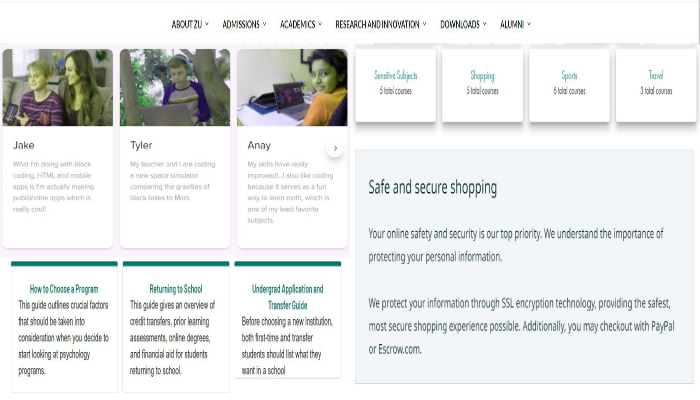 ABOUT ZU ADMISSIONS ACADEMICS RESEARCH AND INNOVATION DOWNLOADS ALUMNI
Jake
What I'm doing with block
coding, HTML and mobile
apps is I'm actually making
publishable apps which is
really cool!
Tyler
My teacher and I are coding
a new space simulator
comparing the gravities of
black holes to Mars.
Anay
My skills have really
improved!...I also like coding
because it serves as a fun
way to learn math, which is
one of my least favorite
subjects.
Sensitive Subjects
5 total courses
Shopping
5 total courses
Sports
6 total courses
Travel
3 total courses
Safe and secure shopping
Your online safety and security is our top priority. We understand the importance of
protecting your personal information.
We protect your information through SSL encryption technology, providing the safest,
most secure shopping experience possible. Additionally, you may checkout with PayPal
or Escrow.com.
How to Choose a Program
This guide outlines crucial factors
that should be taken into
consideration when you decide to
start looking at psychology
programs.
Returning to School
This guide gives an overview of
credit transfers, prior learning
assessments, online degrees,
and financial aid for students
returning to school.
Undergrad Application and
Transfer Guide
Before choosing a new institution,
both first-time and transfer
students should list what they
want in a school